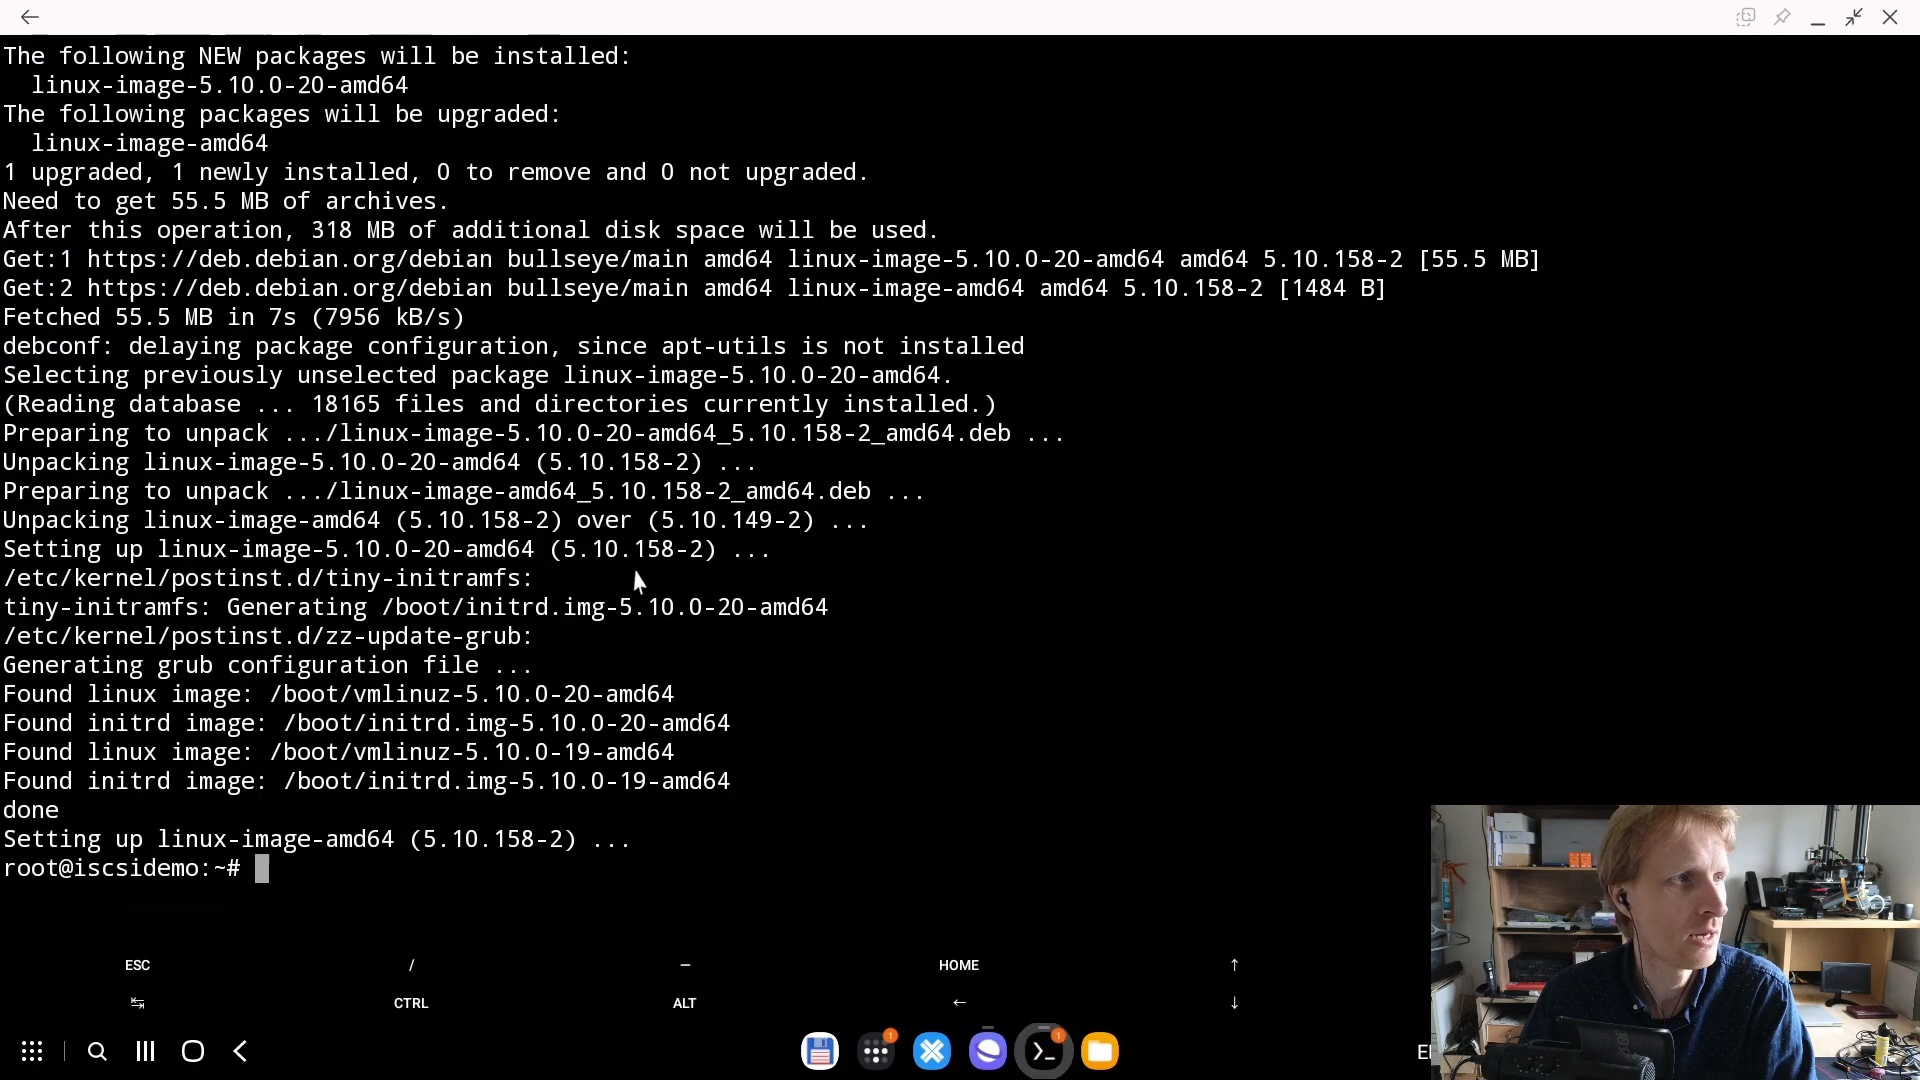 The following NEW packages will be installed:
  linux-image-5.10.0-20-amd64
The following packages will be upgraded:
  linux-image-amd64
1 upgraded, 1 newly installed, 0 to remove and 0 not upgraded.
Need to get 55.5 MB of archives.
After this operation, 318 MB of additional disk space will be used.
Get:1 https://deb.debian.org/debian bullseye/main amd64 linux-image-5.10.0-20-amd64 amd64 5.10.158-2 [55.5 MB]
Get:2 https://deb.debian.org/debian bullseye/main amd64 linux-image-amd64 amd64 5.10.158-2 [1484 B]
Fetched 55.5 MB in 7s (7956 kB/s)
debconf: delaying package configuration, since apt-utils is not installed
Selecting previously unselected package linux-image-5.10.0-20-amd64.
(Reading database ... 18165 files and directories currently installed.)
Preparing to unpack .../linux-image-5.10.0-20-amd64_5.10.158-2_amd64.deb ...
Unpacking linux-image-5.10.0-20-amd64 (5.10.158-2) ...
Preparing to unpack .../linux-image-amd64_5.10.158-2_amd64.deb ...
Unpacking linux-image-amd64 (5.10.158-2) over (5.10.149-2) ...
Setting up linux-image-5.10.0-20-amd64 (5.10.158-2) ...
/etc/kernel/postinst.d/tiny-initramfs:
tiny-initramfs: Generating /boot/initrd.img-5.10.0-20-amd64
/etc/kernel/postinst.d/zz-update-grub:
Generating grub configuration file ...
Found linux image: /boot/vmlinuz-5.10.0-20-amd64
Found initrd image: /boot/initrd.img-5.10.0-20-amd64
Found linux image: /boot/vmlinuz-5.10.0-19-amd64
Found initrd image: /boot/initrd.img-5.10.0-19-amd64
done
Setting up linux-image-amd64 (5.10.158-2) ...
root@iscsidemo:~#
ESC / — HOME ↑
↹ CTRL ALT ← ↓
1 1